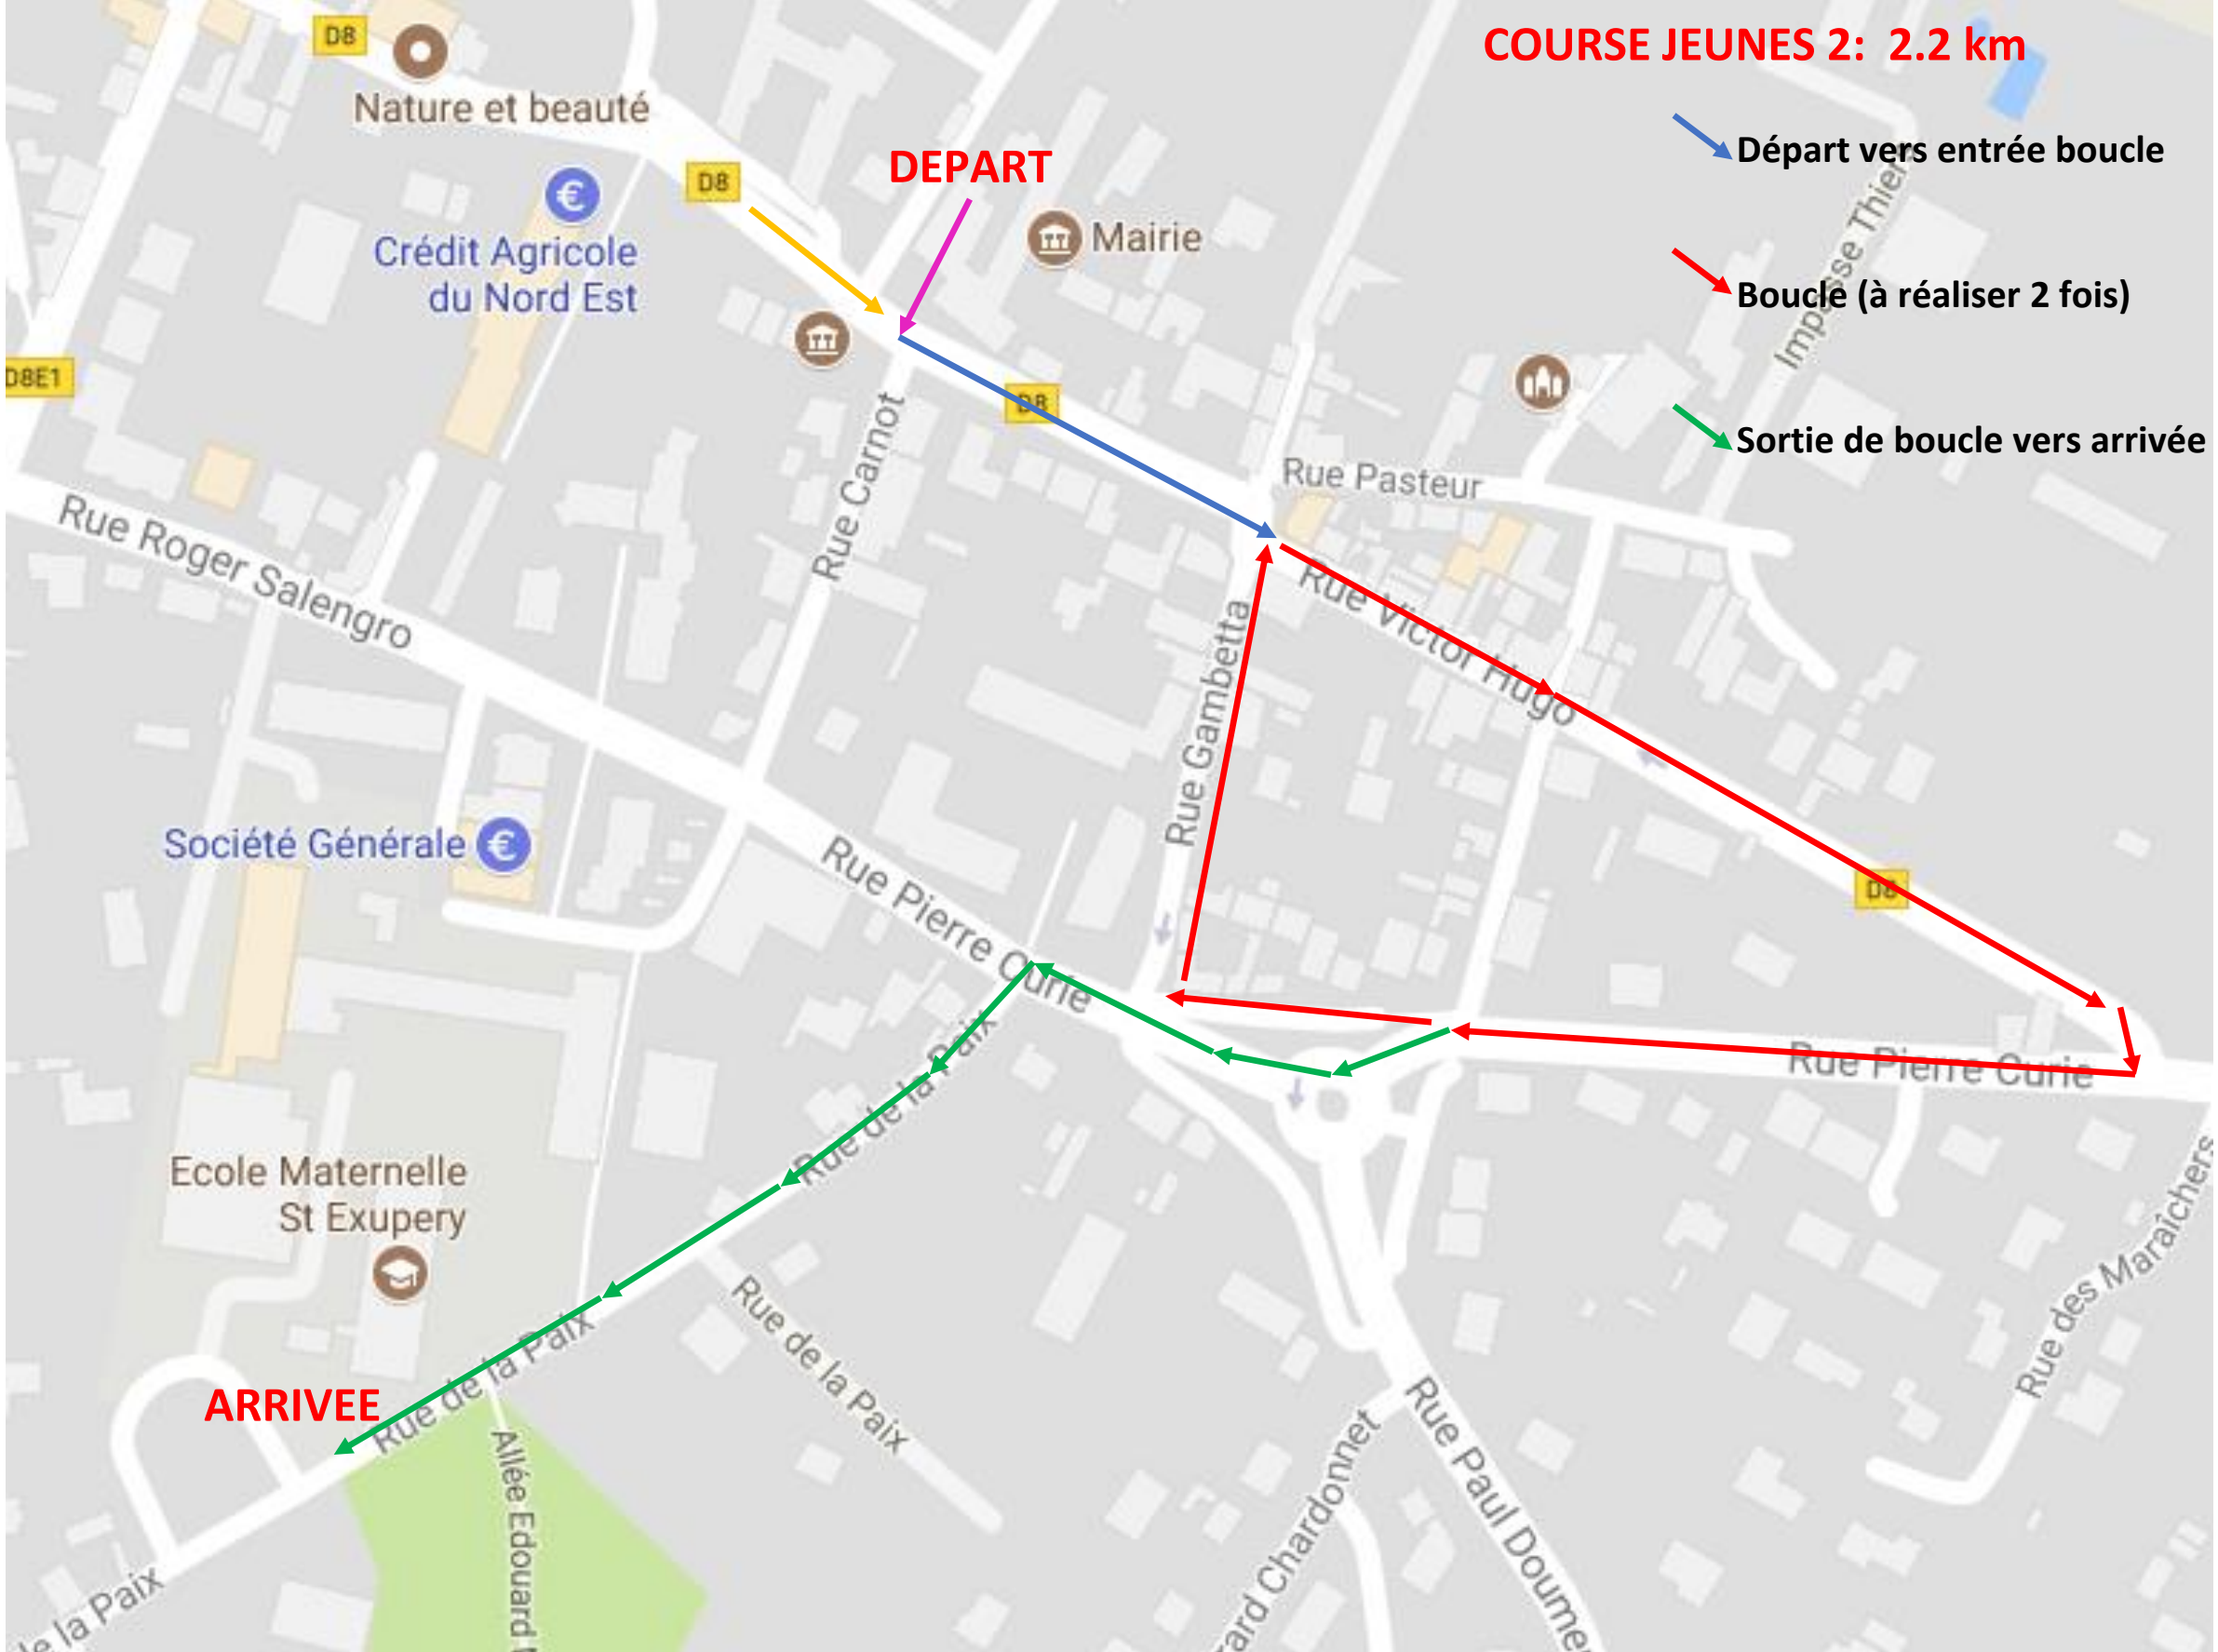 COURSE JEUNES 2: 2.2 km
D8
Nature et beauté
Départ vers entrée boucle
DEPART
D8
Crédit Agricole
du Nord Est
Mairie
Impasse Thiers
Boucle (à réaliser 2 fois)
D8E1
D8
Rue Carnot
Rue Pasteur
Sortie de boucle vers arrivée
Rue Roger Salengro
Rue Victor Hugo
Rue Gambetta
Société Générale
Rue Pierre Curie
D8
Rue Pierre Curie
Rue de la Paix
Ecole Maternelle
St Exupery
Rue des Maraîchers
Rue de la Paix
Rue de la Paix
ARRIVEE
Allée Edouard
Rue Paul Doumer
ard Chardonnet
de la Paix